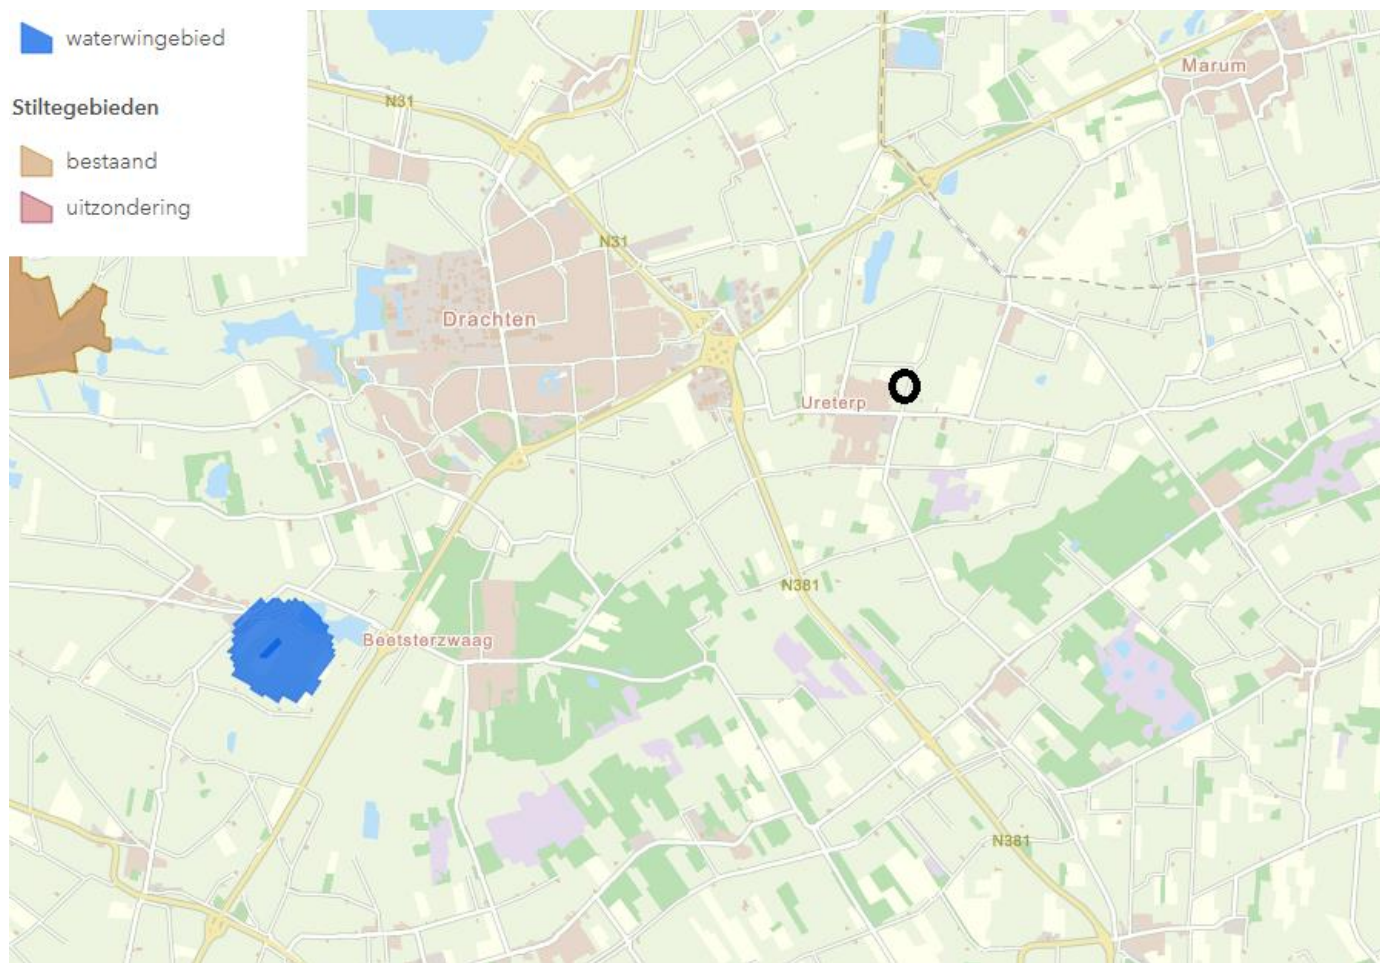 waterwingebied
Stiltegebieden
bestaand
uitzondering
N31
Marum
N31
Drachten
Ureterp
N381
Beetsterzwaag
N381